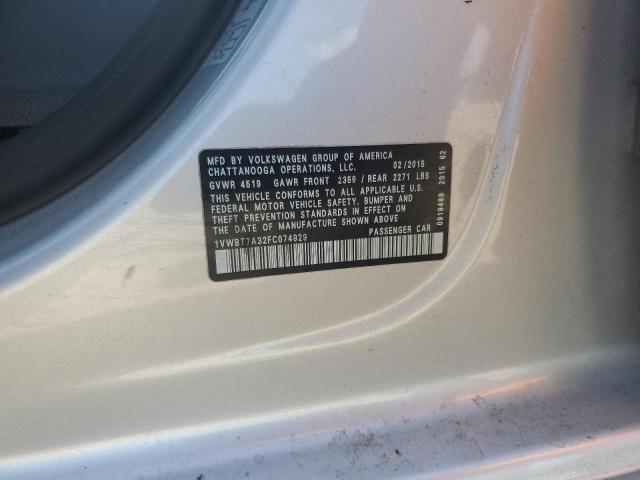 MFD BY VOLKSWAGEN GROUP OF AMERICA
CHATTANOOGA OPERATIONS, LLC. 02/2015
GVWR 4519 GAWR FRONT 2359 / REAR 2271 LBS
THIS VEHICLE CONFORMS TO ALL APPLICABLE U.S.
FEDERAL MOTOR VEHICLE SAFETY, BUMPER AND
THEFT PREVENTION STANDARDS IN EFFECT ON
THE DATE OF MANUFACTURE SHOWN ABOVE
1VWBT7A32FC074929 PASSENGER CAR
0919489 2015 62